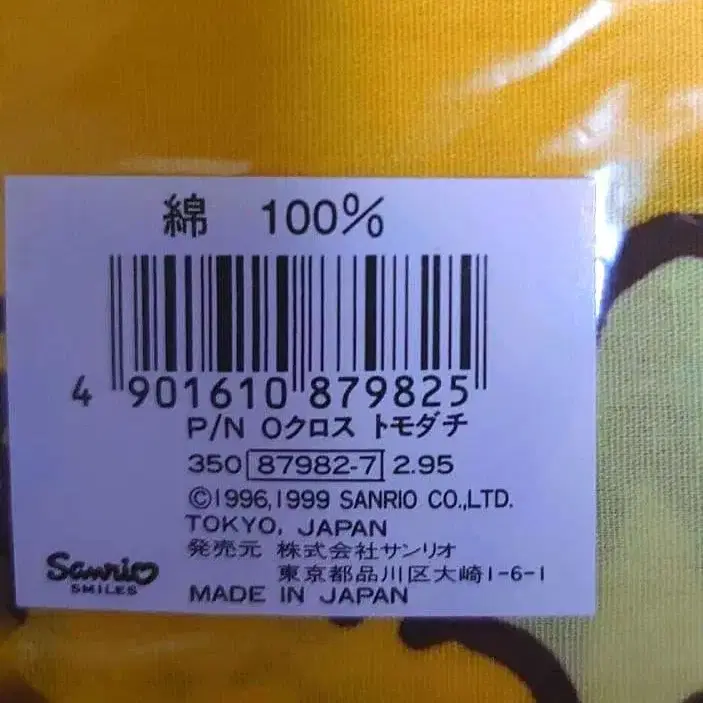 綿 100%
4 901610 879825
P/N Oクロス トモダチ
350 87982-7 2.95
©1996,1999 SANRIO CO.,LTD.
TOKYO, JAPAN
発売元 株式会社サンリオ
東京都品川区大崎1-6-1
Sanrio
SMILES
MADE IN JAPAN